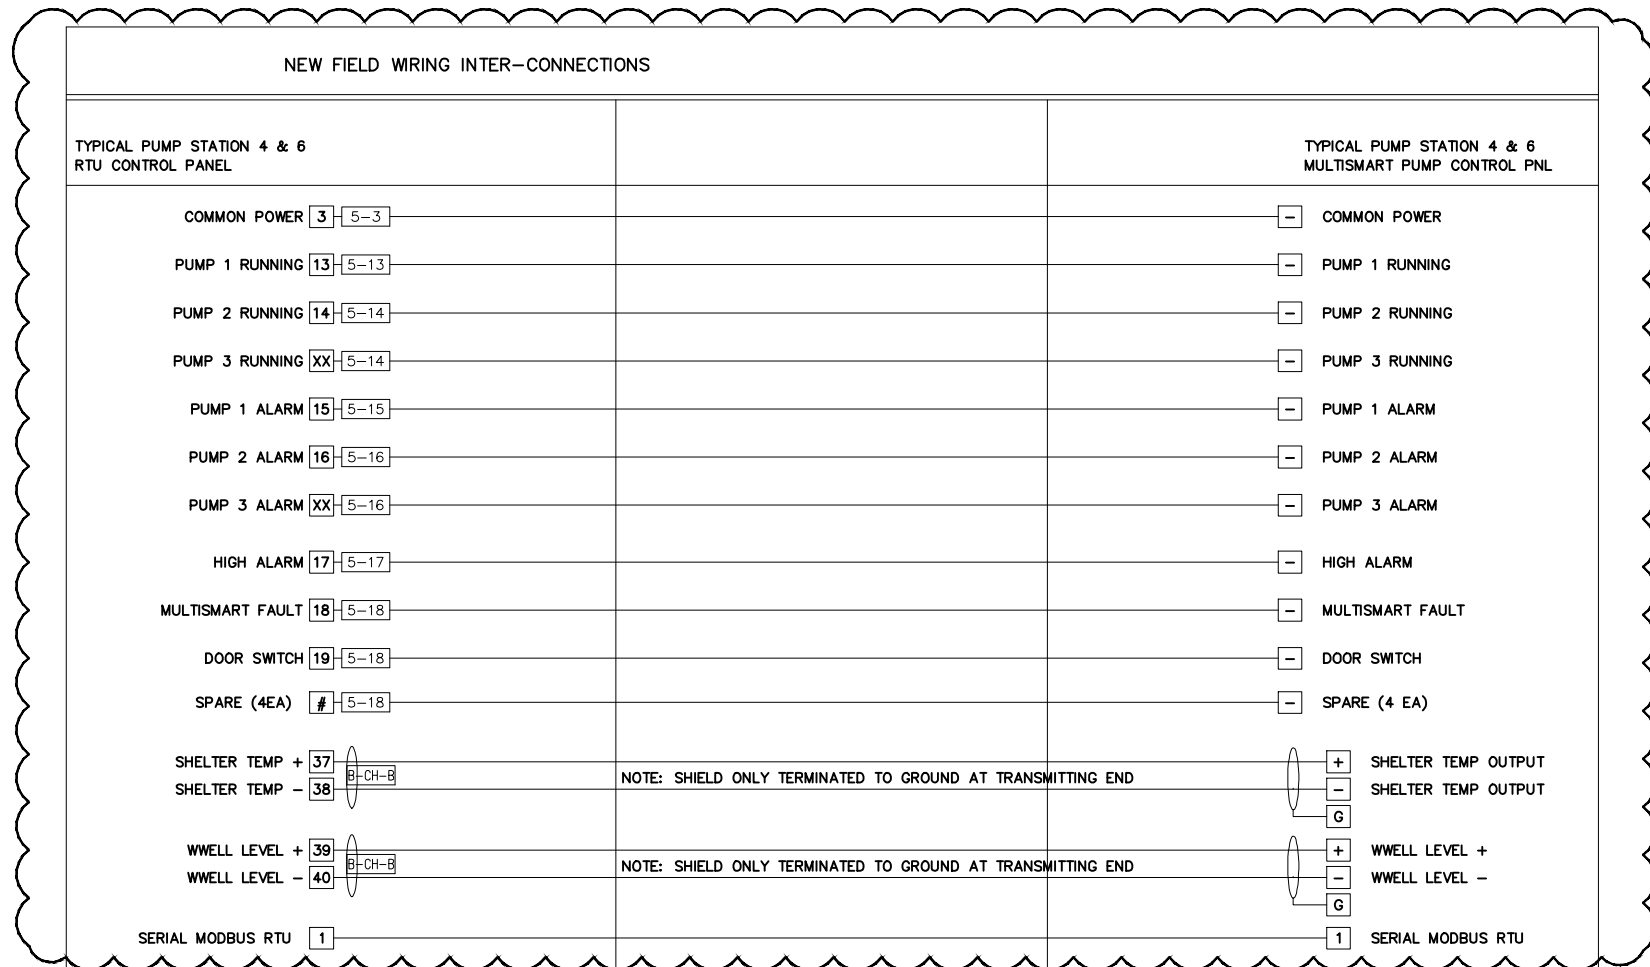 NEW FIELD WIRING INTER-CONNECTIONS
TYPICAL PUMP STATION 4 & 6
RTU CONTROL PANEL
TYPICAL PUMP STATION 4 & 6
MULTISMART PUMP CONTROL PNL
COMMON POWER 3 5-3 - COMMON POWER
PUMP 1 RUNNING 13 5-13 - PUMP 1 RUNNING
PUMP 2 RUNNING 14 5-14 - PUMP 2 RUNNING
PUMP 3 RUNNING XX 5-14 - PUMP 3 RUNNING
PUMP 1 ALARM 15 5-15 - PUMP 1 ALARM
PUMP 2 ALARM 16 5-16 - PUMP 2 ALARM
PUMP 3 ALARM XX 5-16 - PUMP 3 ALARM
HIGH ALARM 17 5-17 - HIGH ALARM
MULTISMART FAULT 18 5-18 - MULTISMART FAULT
DOOR SWITCH 19 5-18 - DOOR SWITCH
SPARE (4EA) # 5-18 - SPARE (4 EA)
SHELTER TEMP + 37 + SHELTER TEMP OUTPUT
B-CH-B NOTE: SHIELD ONLY TERMINATED TO GROUND AT TRANSMITTING END
SHELTER TEMP - 38 - SHELTER TEMP OUTPUT
G
WWELL LEVEL + 39 + WWELL LEVEL +
B-CH-B NOTE: SHIELD ONLY TERMINATED TO GROUND AT TRANSMITTING END
WWELL LEVEL - 40 - WWELL LEVEL -
G
SERIAL MODBUS RTU 1 1 SERIAL MODBUS RTU